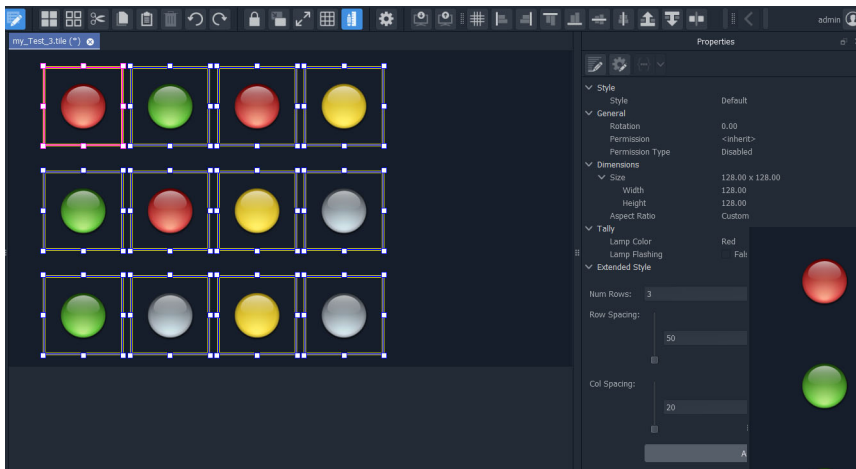 admin
my_Test_3.tile (*)
Properties
Style
Style Default
General
Rotation 0.00
Permission <inherit>
Permission Type Disabled
Dimensions
Size 128.00 x 128.00
Width 128.00
Height 128.00
Aspect Ratio Custom
Tally
Lamp Color Red
Lamp Flashing Fal
Extended Style
Num Rows: 3
Row Spacing:
50
Col Spacing:
20
A